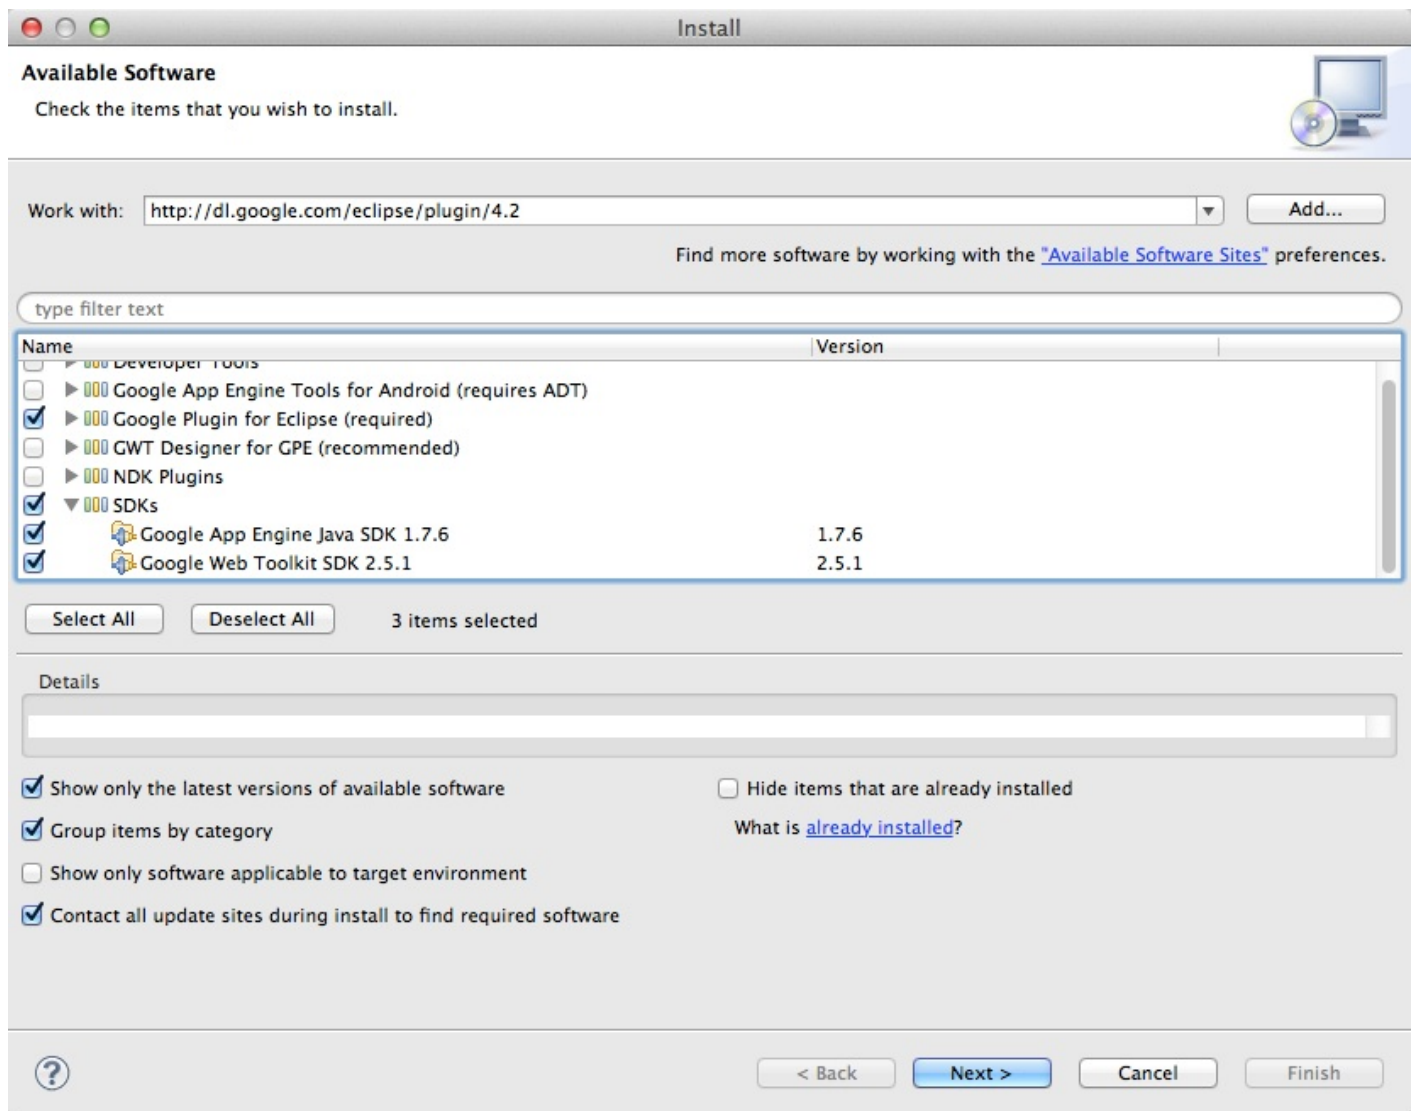 Install
Available Software
Check the items that you wish to install.
Work with: http://dl.google.com/eclipse/plugin/4.2 Add...
Find more software by working with the "Available Software Sites" preferences.
type filter text
Name Version
Developer Tools
Google App Engine Tools for Android (requires ADT)
Google Plugin for Eclipse (required)
GWT Designer for GPE (recommended)
NDK Plugins
SDKs
Google App Engine Java SDK 1.7.6 1.7.6
Google Web Toolkit SDK 2.5.1 2.5.1
Select All Deselect All 3 items selected
Details
Show only the latest versions of available software Hide items that are already installed
Group items by category What is already installed?
Show only software applicable to target environment
Contact all update sites during install to find required software
? < Back Next > Cancel Finish